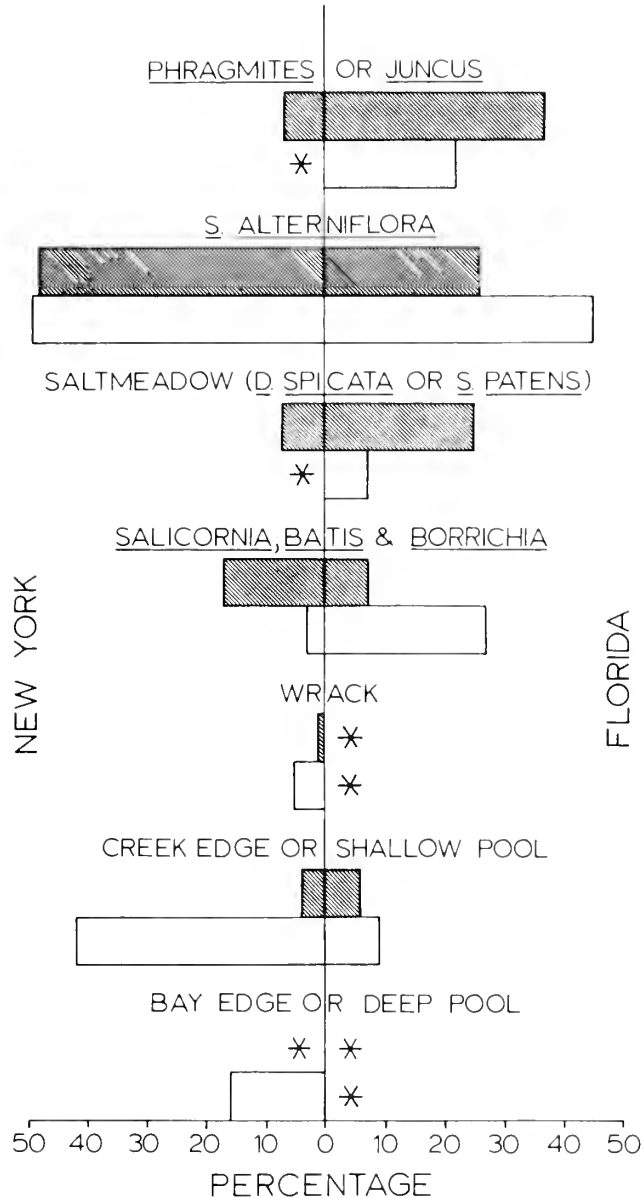 PHRAGMITES OR JUNCUS
*
S. ALTERNIFLORA
SALTMEADOW (D. SPICATA OR S. PATENS)
*
SALICORNIA, BATIS & BORRICHIA
NEW YORK
FLORIDA
WRACK
*
*
CREEK EDGE OR SHALLOW POOL
BAY EDGE OR DEEP POOL
* *
*
50 40 30 20 10 0 10 20 30 40 50
PERCENTAGE